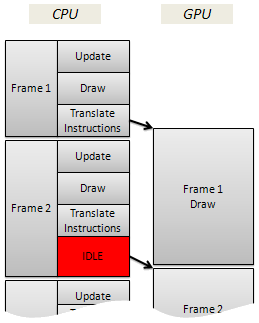 CPU
GPU
Frame 1
Update
Draw
Translate
Instructions
Frame 2
Update
Draw
Translate
Instructions
IDLE
Update
Frame 1
Draw
Frame 2